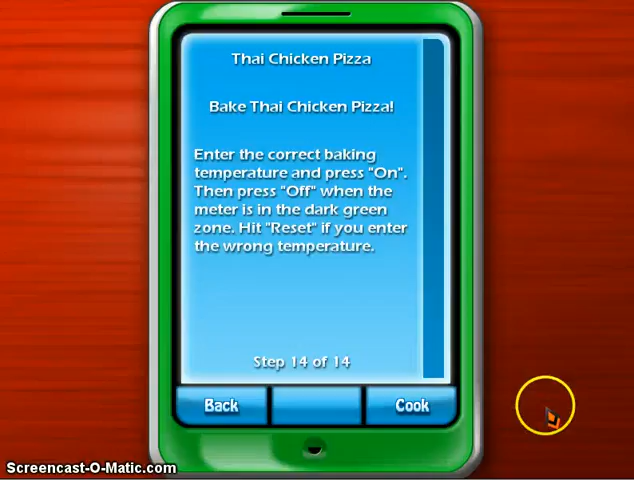 Thai Chicken Pizza
Bake Thai Chicken Pizza!
Enter the correct baking
temperature and press "On".
Then press "Off" when the
meter is in the dark green
zone. Hit "Reset" if you enter
the wrong temperature.
Step 14 of 14
Back
Cook
Screencast-O-Matic.com